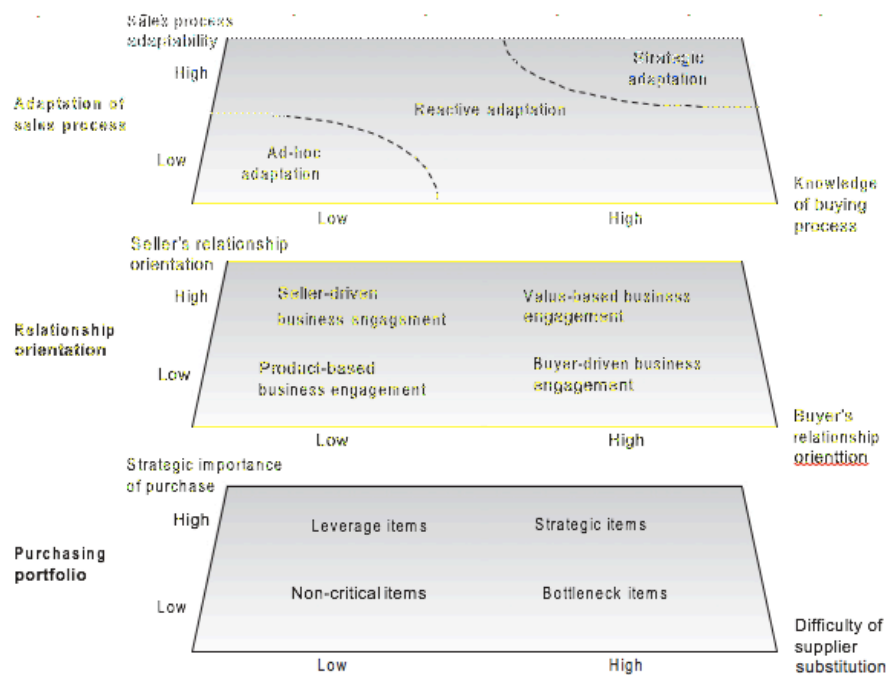 Sales process
adaptability
High
Strategic
adaptation
Adaptation of
sales process
Reactive adaptation
Low
Ad-hoc
adaptation
Knowledge
of buying
process
Low
High
Seller's relationship
orientation
High
Seller-driven
business engagement
Value-based business
engagement
Relationship
orientation
Low
Product-based
business engagement
Buyer-driven business
engagement
Buyer's
relationship
orienttion
Low
High
Strategic importance
of purchase
High
Leverage items
Strategic items
Purchasing
portfolio
Low
Non-critical items
Bottleneck items
Difficulty of
supplier
substitution
Low
High